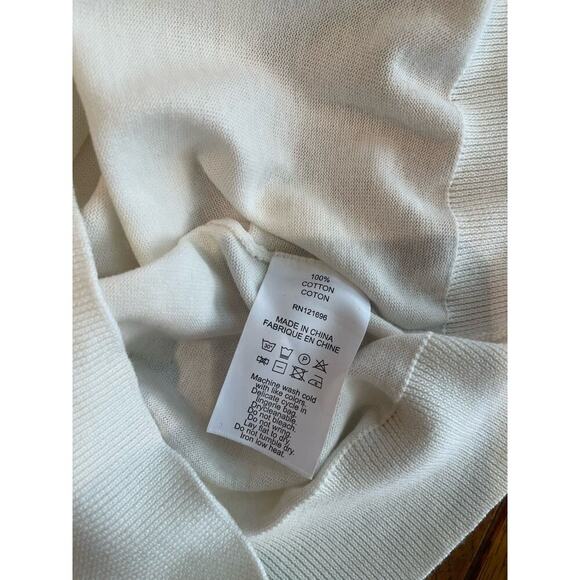 100%
COTTON
COTON
RN121696
MADE IN CHINA
FABRIQUE EN CHINE
30°
P
Machine wash cold
with like colors.
Delicate cycle in
lingerie bag.
Drycleanable.
Do not bleach.
Do not wring.
Lay flat to dry.
Do not tumble dry.
Iron low heat.